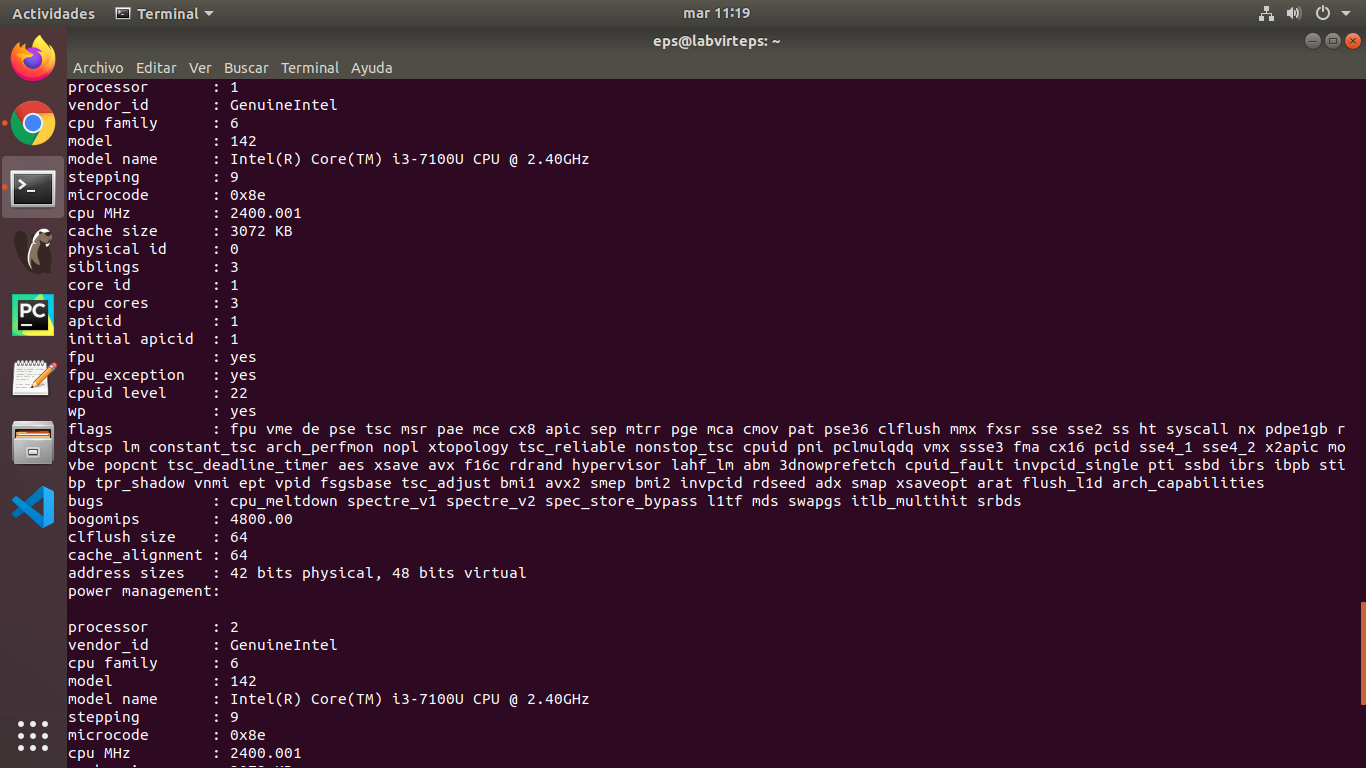 Actividades Terminal mar 11:19
eps@labvirteps: ~
Archivo Editar Ver Buscar Terminal Ayuda
processor : 1
vendor_id : GenuineIntel
cpu family : 6
model : 142
model name : Intel(R) Core(TM) i3-7100U CPU @ 2.40GHz
stepping : 9
microcode : 0x8e
cpu MHz : 2400.001
cache size : 3072 KB
physical id : 0
siblings : 3
core id : 1
cpu cores : 3
apicid : 1
initial apicid : 1
fpu : yes
fpu_exception : yes
cpuid level : 22
wp : yes
flags : fpu vme de pse tsc msr pae mce cx8 apic sep mtrr pge mca cmov pat pse36 clflush mmx fxsr sse sse2 ss ht syscall nx pdpe1gb r
dtscp lm constant_tsc arch_perfmon nopl xtopology tsc_reliable nonstop_tsc cpuid pni pclmulqdq vmx ssse3 fma cx16 pcid sse4_1 sse4_2 x2apic mo
vbe popcnt tsc_deadline_timer aes xsave avx f16c rdrand hypervisor lahf_lm abm 3dnowprefetch cpuid_fault invpcid_single pti ssbd ibrs ibpb sti
bp tpr_shadow vnmi ept vpid fsgsbase tsc_adjust bmi1 avx2 smep bmi2 invpcid rdseed adx smap xsaveopt arat flush_l1d arch_capabilities
bugs : cpu_meltdown spectre_v1 spectre_v2 spec_store_bypass l1tf mds swapgs itlb_multihit srbds
bogomips : 4800.00
clflush size : 64
cache_alignment : 64
address sizes : 42 bits physical, 48 bits virtual
power management:
processor : 2
vendor_id : GenuineIntel
cpu family : 6
model : 142
model name : Intel(R) Core(TM) i3-7100U CPU @ 2.40GHz
stepping : 9
microcode : 0x8e
cpu MHz : 2400.001
PC